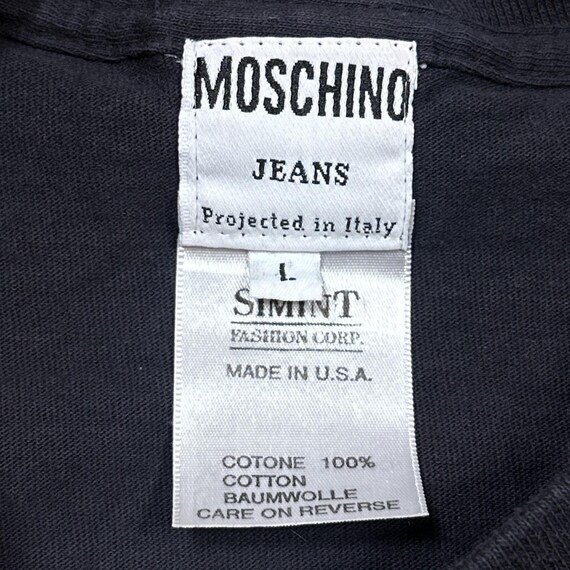 MOSCHINO
JEANS
Projected in Italy
L
SIMINT
FASHION CORP.
MADE IN U.S.A.
COTONE 100%
COTTON
BAUMWOLLE
CARE ON REVERSE